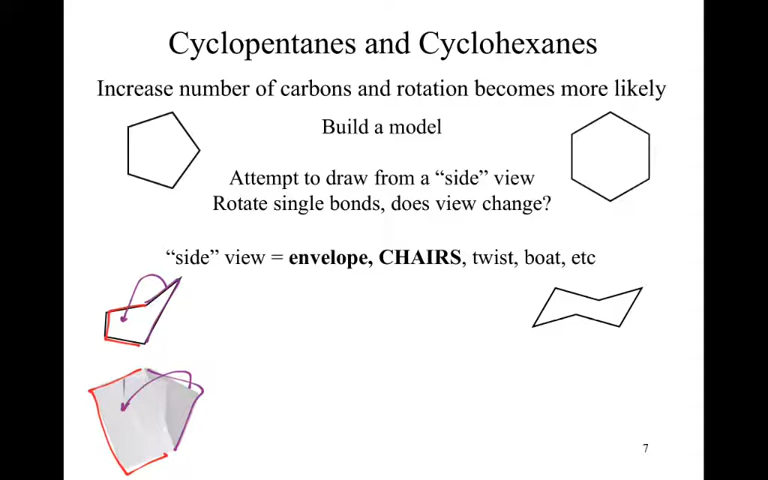 Cyclopentanes and Cyclohexanes
Increase number of carbons and rotation becomes more likely
Build a model
Attempt to draw from a “side” view
Rotate single bonds, does view change?
“side” view = envelope, CHAIRS, twist, boat, etc
7